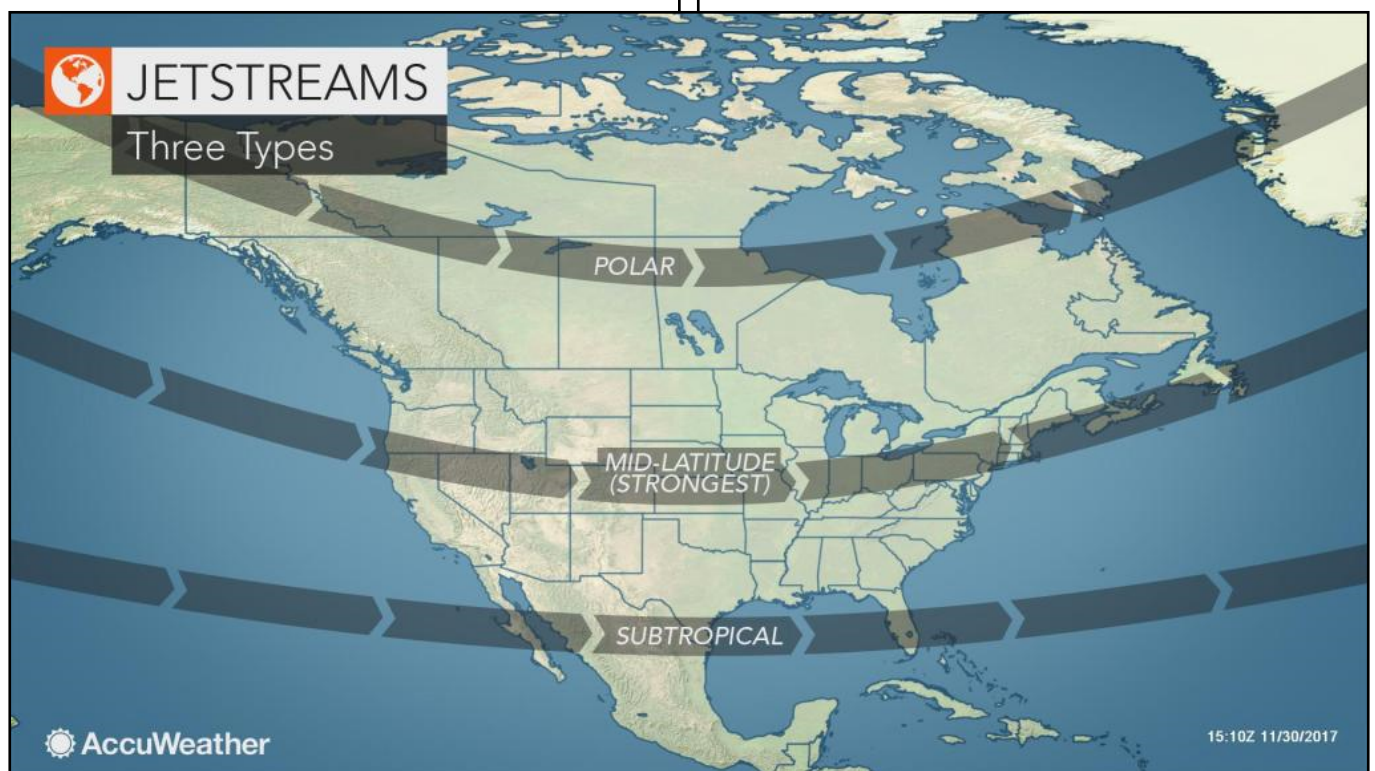 JETSTREAMS
Three Types
POLAR
MID-LATITUDE
(STRONGEST)
SUBTROPICAL
AccuWeather
15:10Z 11/30/2017